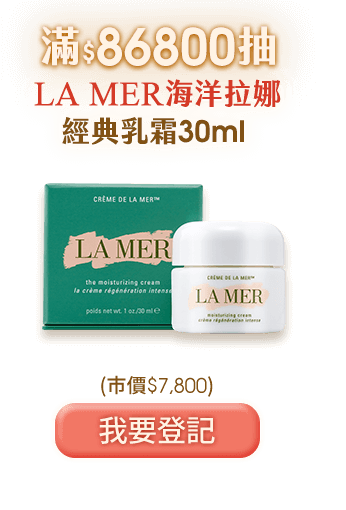 滿$86800抽
LA MER海洋拉娜
經典乳霜30ml
CRÈME DE LA MER™
LA MER
the moisturizing cream
la crème régénération intense
poids net wt. 1 oz./30 ml ℮
CRÈME DE LA MER™
LA MER
moisturizing cream
crème régénération intense
(市價$7,800)
我要登記